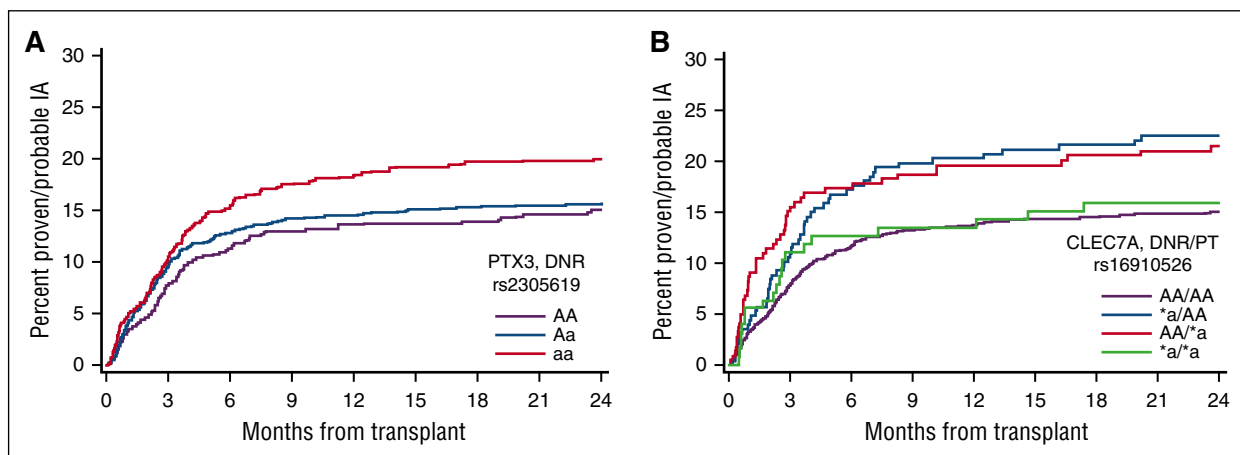 A
Percent proven/probable IA
30
25
20
15
10
5
0
PTX3, DNR
rs2305619
AA
Aa
aa
0 3 6 9 12 15 18 21 24
Months from transplant
B
Percent proven/probable IA
30
25
20
15
10
5
0
CLEC7A, DNR/PT
rs16910526
AA/AA
*a/AA
AA/*a
*a/*a
0 3 6 9 12 15 18 21 24
Months from transplant